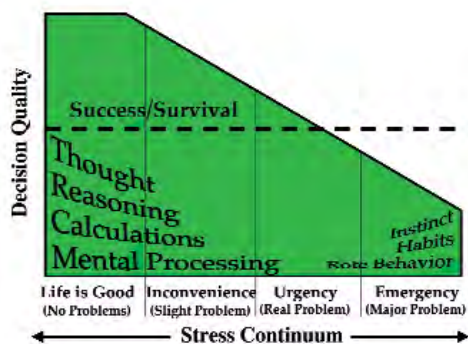 Decision Quality
Success/Survival
Thought
Reasoning
Calculations
Mental Processing
Instinct
Habits
Rote Behavior
Life is Good
(No Problems)
Inconvenience
(Slight Problem)
Urgency
(Real Problem)
Emergency
(Major Problem)
Stress Continuum